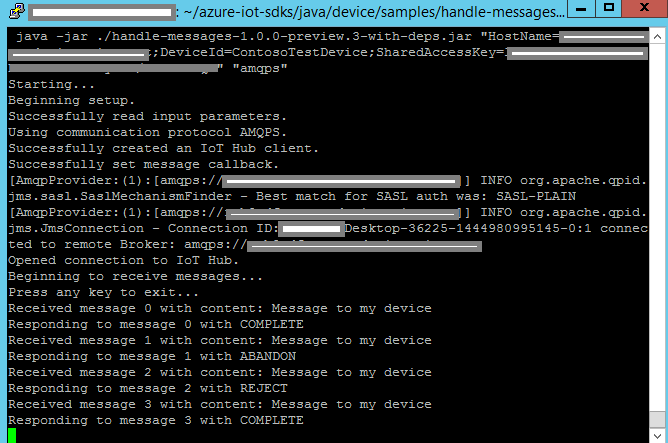 : ~/azure-iot-sdks/java/device/samples/handle-messages...
java -jar ./handle-messages-1.0.0-preview.3-with-deps.jar "HostName=
;DeviceId=ContosoTestDevice;SharedAccessKey=
" "amqps"
Starting...
Beginning setup.
Successfully read input parameters.
Using communication protocol AMQPS.
Successfully created an IoT Hub client.
Successfully set message callback.
[AmqpProvider:(1):[amqps://]] INFO org.apache.qpid.
jms.sasl.SaslMechanismFinder - Best match for SASL auth was: SASL-PLAIN
[AmqpProvider:(1):[amqps://]] INFO org.apache.qpid.
jms.JmsConnection - Connection ID:Desktop-36225-1444980995145-0:1 connec
ted to remote Broker: amqps://
Opened connection to IoT Hub.
Beginning to receive messages...
Press any key to exit...
Received message 0 with content: Message to my device
Responding to message 0 with COMPLETE
Received message 1 with content: Message to my device
Responding to message 1 with ABANDON
Received message 2 with content: Message to my device
Responding to message 2 with REJECT
Received message 3 with content: Message to my device
Responding to message 3 with COMPLETE